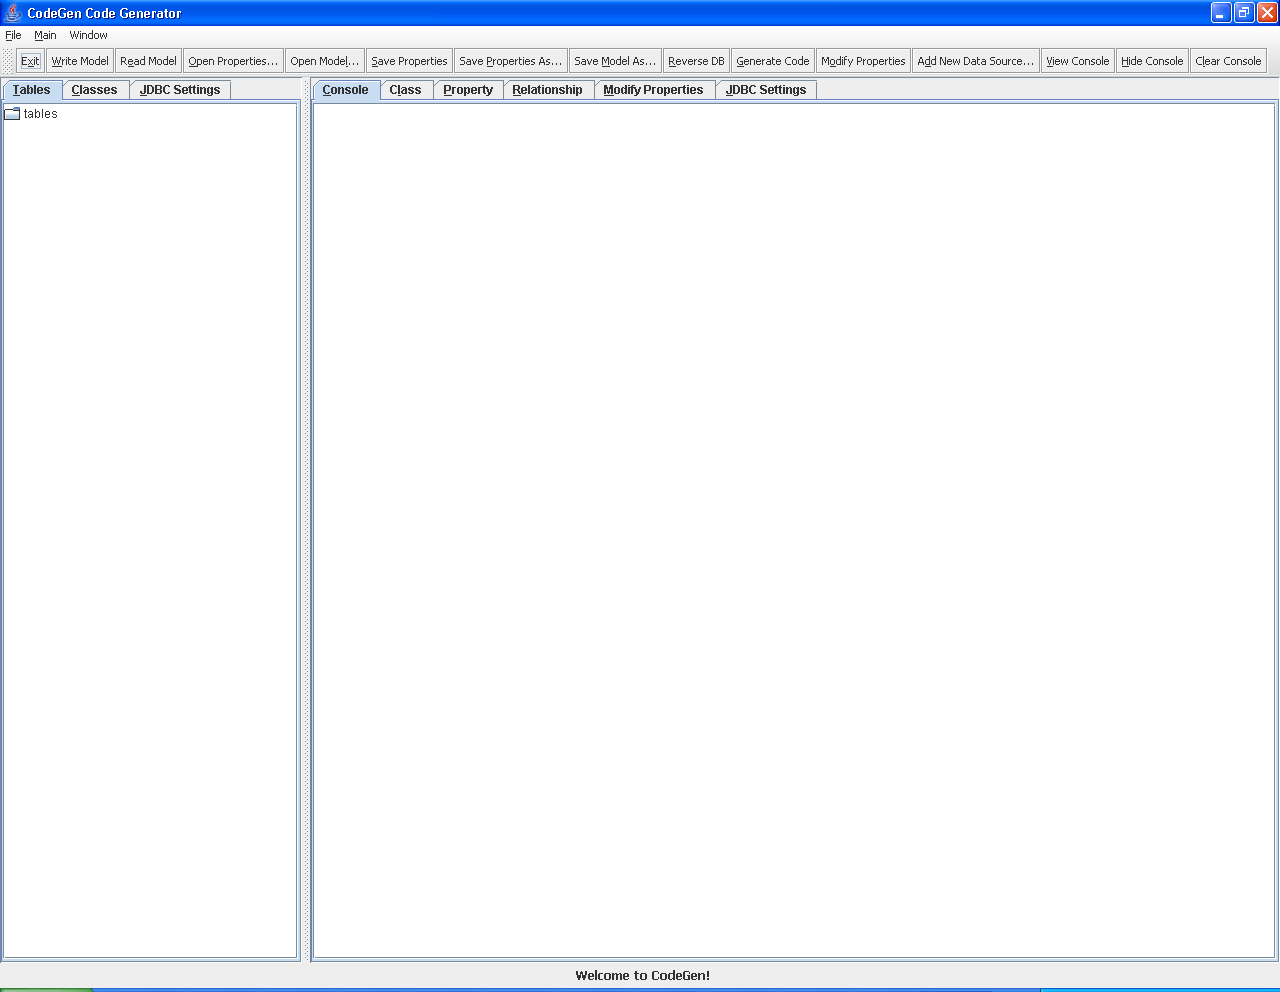 CodeGen Code Generator
File Main Window
Exit Write Model Read Model Open Properties... Open Model... Save Properties Save Properties As... Save Model As... Reverse DB Generate Code Modify Properties Add New Data Source... View Console Hide Console Clear Console
Tables Classes JDBC Settings Console Class Property Relationship Modify Properties JDBC Settings
tables
Welcome to CodeGen!